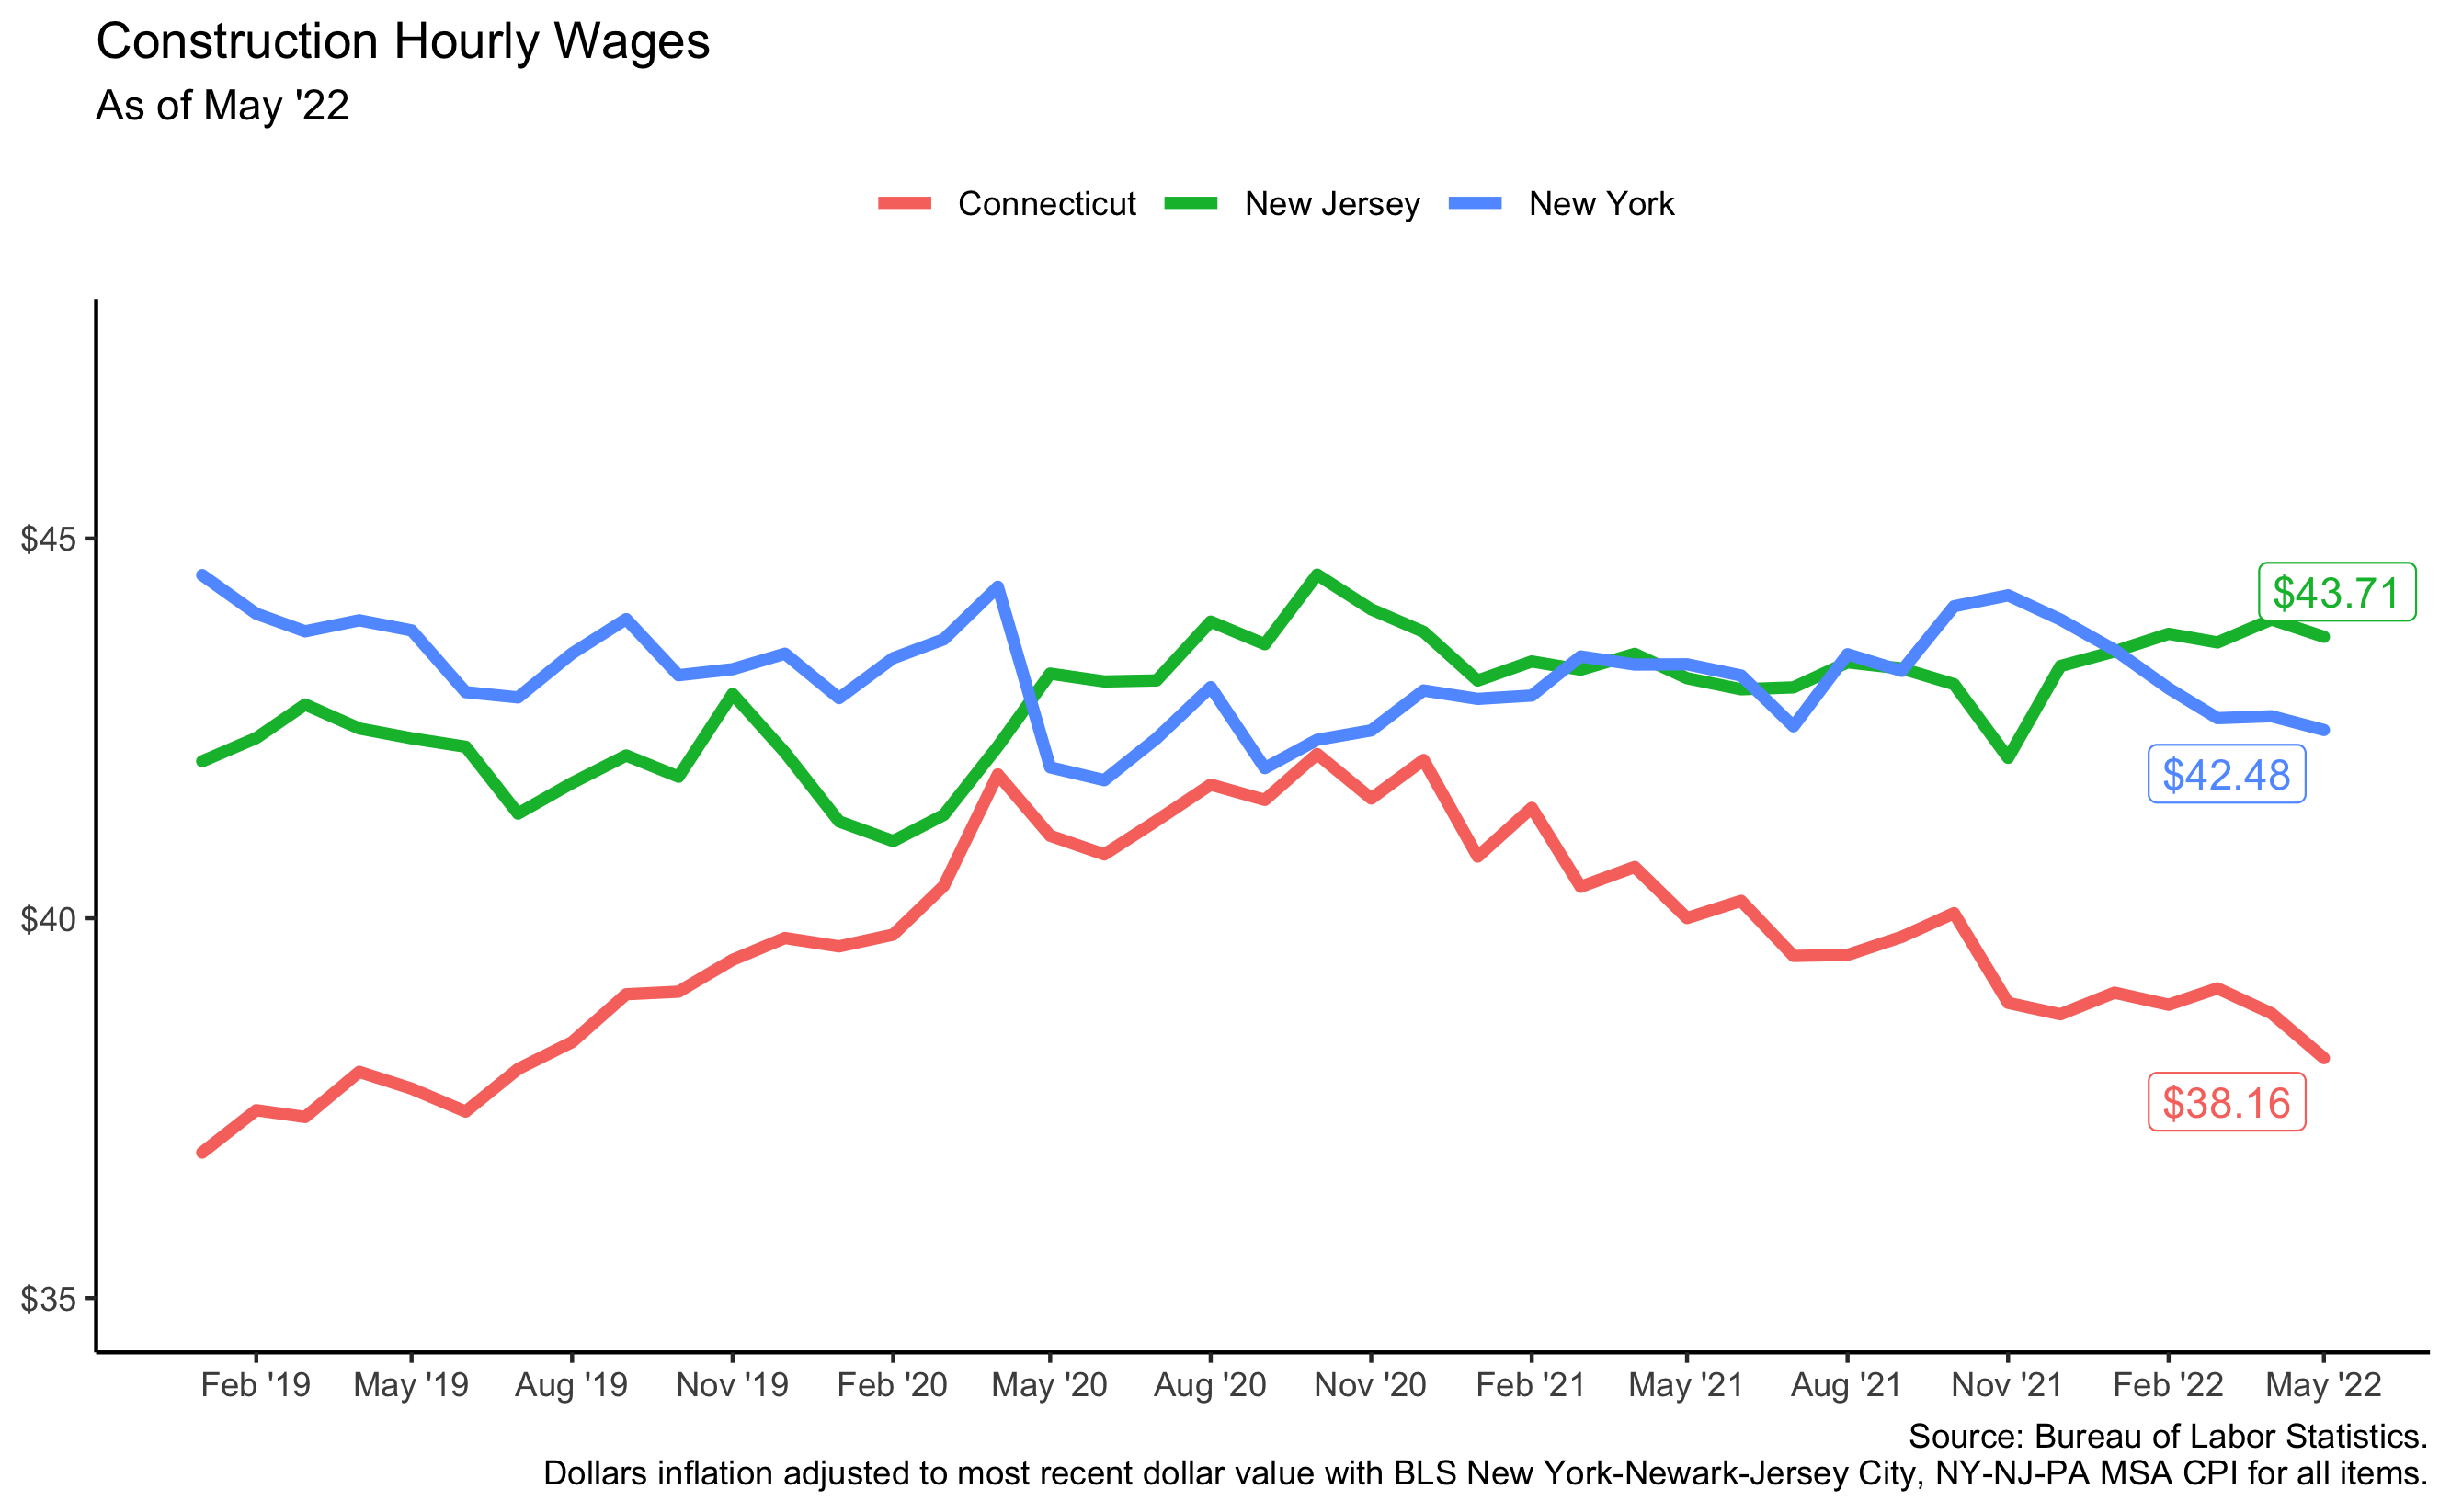 Construction Hourly Wages
As of May '22
Connecticut New Jersey New York
$45
$40
$35
$43.71
$42.48
$38.16
Feb '19 May '19 Aug '19 Nov '19 Feb '20 May '20 Aug '20 Nov '20 Feb '21 May '21 Aug '21 Nov '21 Feb '22 May '22
Source: Bureau of Labor Statistics.
Dollars inflation adjusted to most recent dollar value with BLS New York-Newark-Jersey City, NY-NJ-PA MSA CPI for all items.